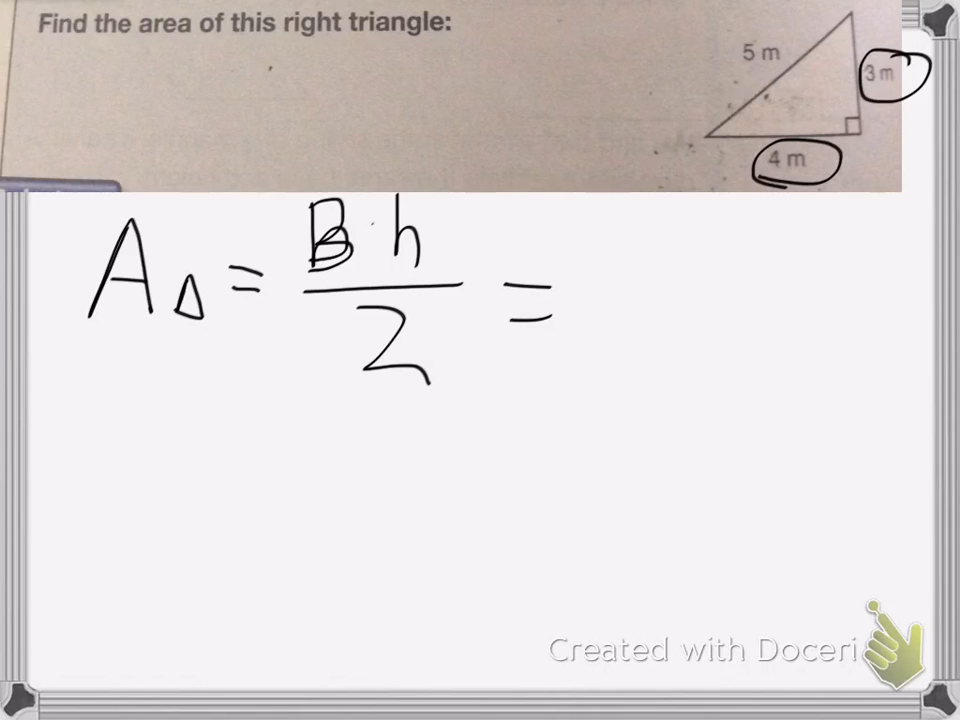 Find the area of this right triangle:
5 m
3 m
4 m
A△ = B·h/2 =
Created with Doceri